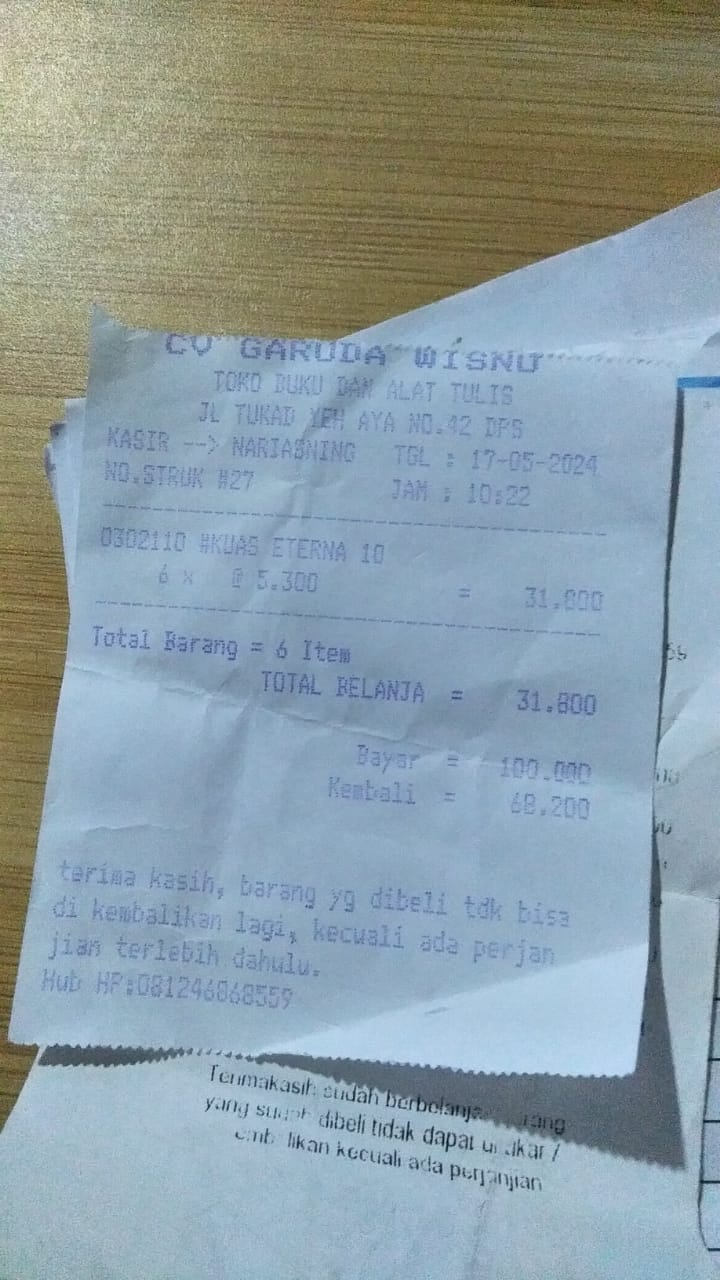 CV GARUDA WISNU
TOKO BUKU DAN ALAT TULIS
JL TUKAD YEH AYA NO.42 DPS
KASIR --> NARIASNING TGL : 17-05-2024
NO.STRUK #27 JAM : 10:22
0302110 #KUAS ETERNA 10
6 x @ 5.300 = 31.800
Total Barang = 6 Item
TOTAL BELANJA = 31.800
Bayar = 100.000
Kembali = 68.200
terima kasih, barang yg dibeli tdk bisa
di kembalikan lagi, kecuali ada perjan
jian terlebih dahulu.
Hub HP:081246868559
Terimakasih sudah berbelanja
yang sudah dibeli tidak dapat
kecuali ada perjanjian